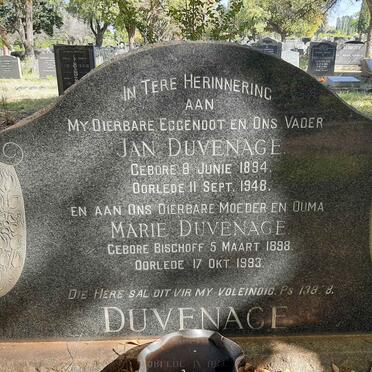 IN TERE HERINNERING
AAN
MY DIERBARE EGGENOOT EN ONS VADER
JAN DUVENAGE
GEBORE 8 JUNIE 1894.
OORLEDE 11 SEPT. 1948.
EN AAN ONS DIERBARE MOEDER EN OUMA
MARIE DUVENAGE
GEBORE BISCHOFF 5 MAART 1898.
OORLEDE 17 OKT. 1993.
DIE HERE SAL DIT VIR MY VOLEINDIG. PS 138:8.
DUVENAGE